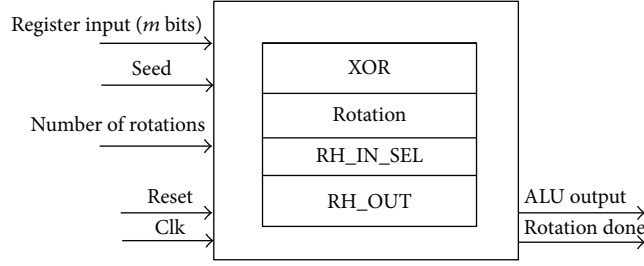 Register input (m bits)
Seed
Number of rotations
Reset
Clk
XOR
Rotation
RH_IN_SEL
RH_OUT
ALU output
Rotation done